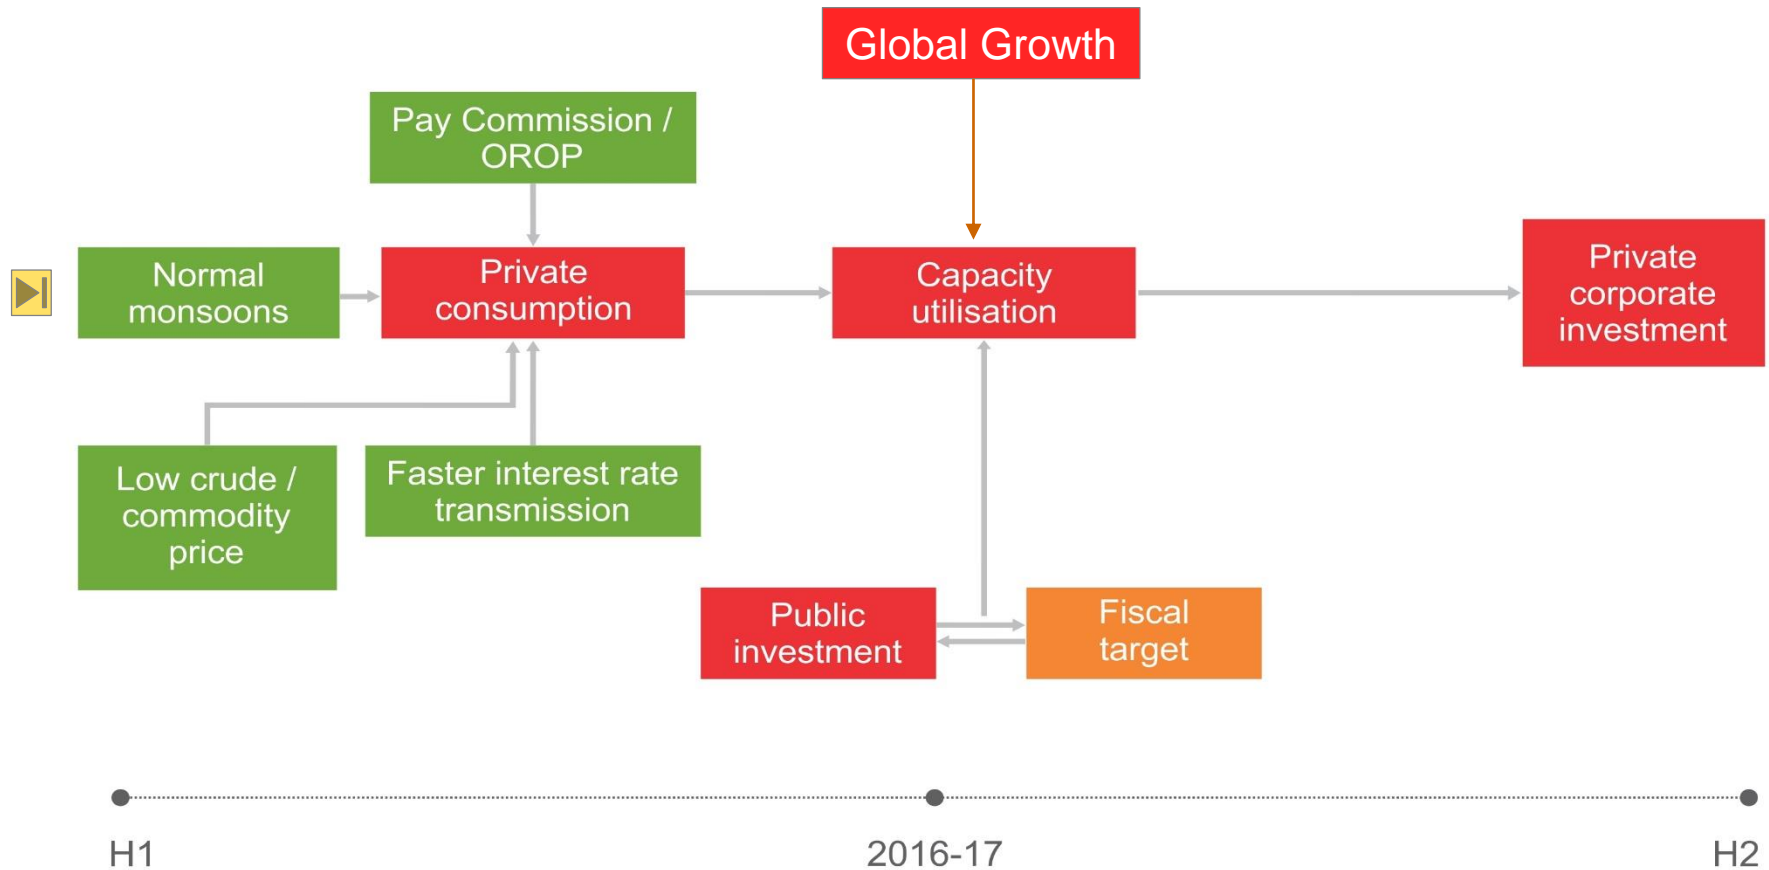 Global Growth
Pay Commission /
OROP
Normal
monsoons
Private
consumption
Capacity
utilisation
Private
corporate
investment
Low crude /
commodity
price
Faster interest rate
transmission
Public
investment
Fiscal
target
H1
2016-17
H2